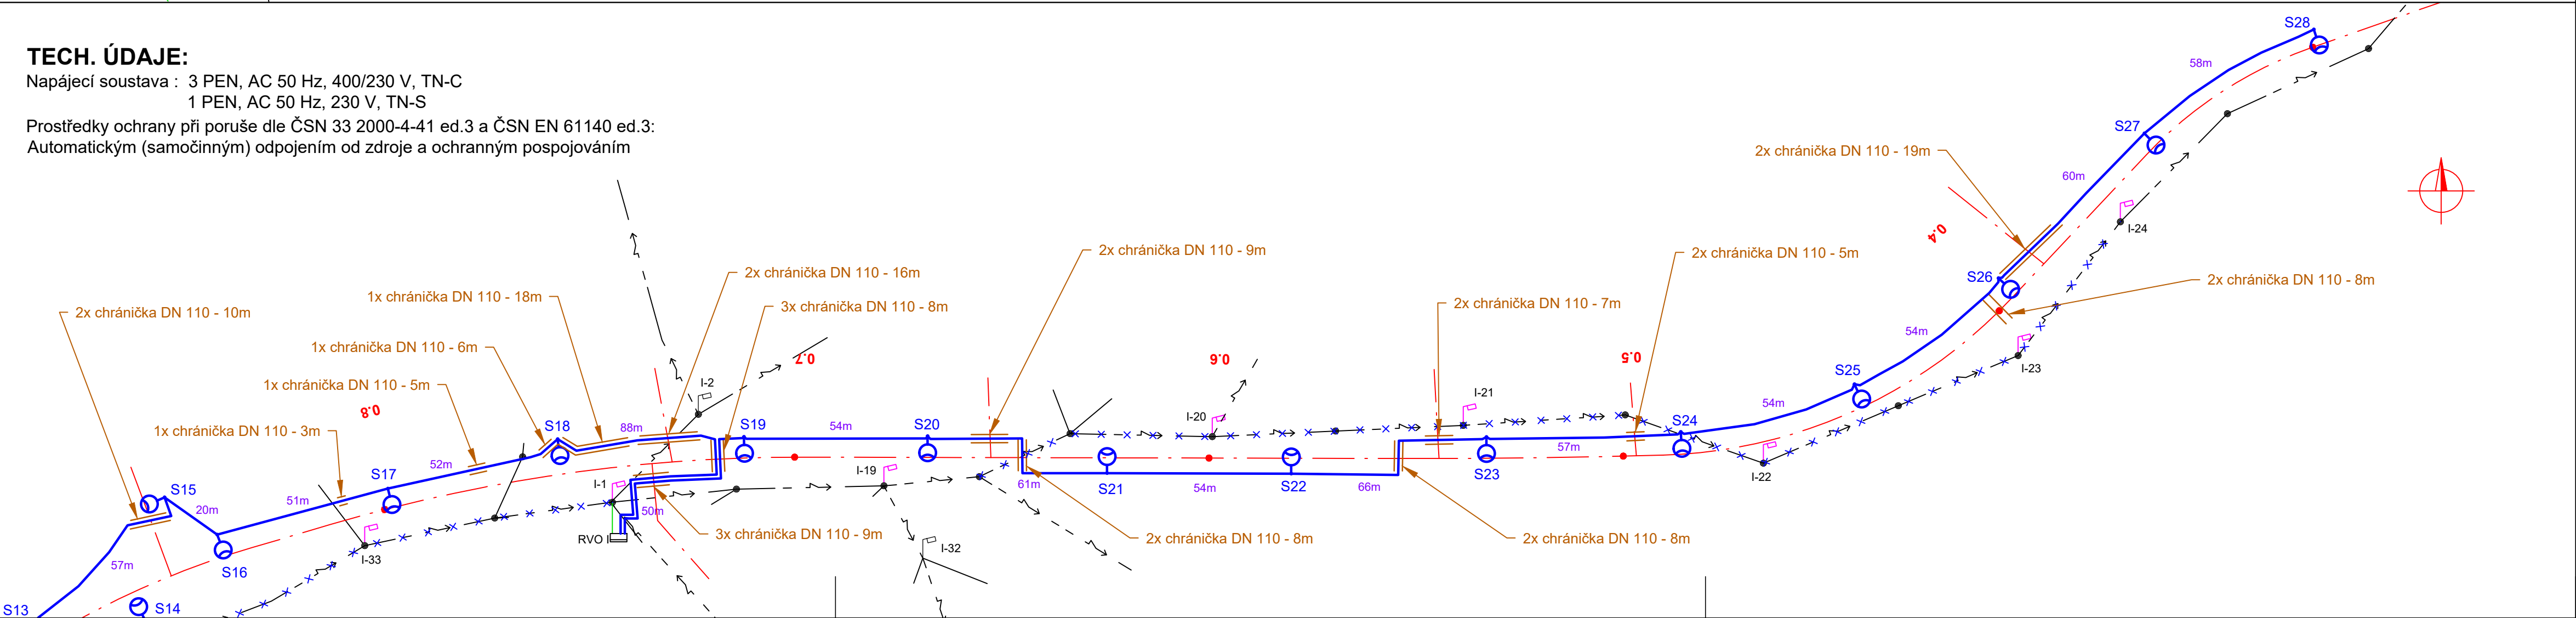 TECH. ÚDAJE:
Napájecí soustava : 3 PEN, AC 50 Hz, 400/230 V, TN-C
1 PEN, AC 50 Hz, 230 V, TN-S
Prostředky ochrany při poruše dle ČSN 33 2000-4-41 ed.3 a ČSN EN 61140 ed.3:
Automatickým (samočinným) odpojením od zdroje a ochranným pospojováním
S28
58m
S27
2x chránička DN 110 - 19m
60m
0.4
I-24
2x chránička DN 110 - 9m
2x chránička DN 110 - 5m
2x chránička DN 110 - 16m
S26
2x chránička DN 110 - 8m
1x chránička DN 110 - 18m
3x chránička DN 110 - 8m
2x chránička DN 110 - 7m
2x chránička DN 110 - 10m
54m
1x chránička DN 110 - 6m
0.7
0.6
0.5
I-23
1x chránička DN 110 - 5m
I-2
S25
I-21
54m
0.8
I-20
1x chránička DN 110 - 3m
S18
88m
S19
54m
S20
S24
57m
52m
S17
I-19
S23
I-22
I-1
61m
S21
54m
S22
66m
S15
20m
51m
50m
RVO I
3x chránička DN 110 - 9m
2x chránička DN 110 - 8m
2x chránička DN 110 - 8m
I-32
I-33
57m
S16
S13
S14